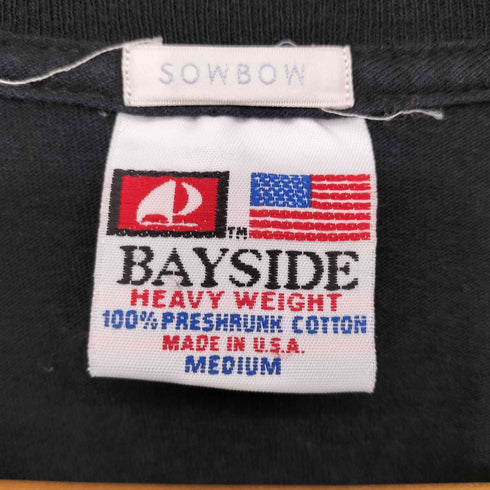 SOWBOW
TM
BAYSIDE
HEAVY WEIGHT
100% PRESHRUNK COTTON
MADE IN U.S.A.
MEDIUM